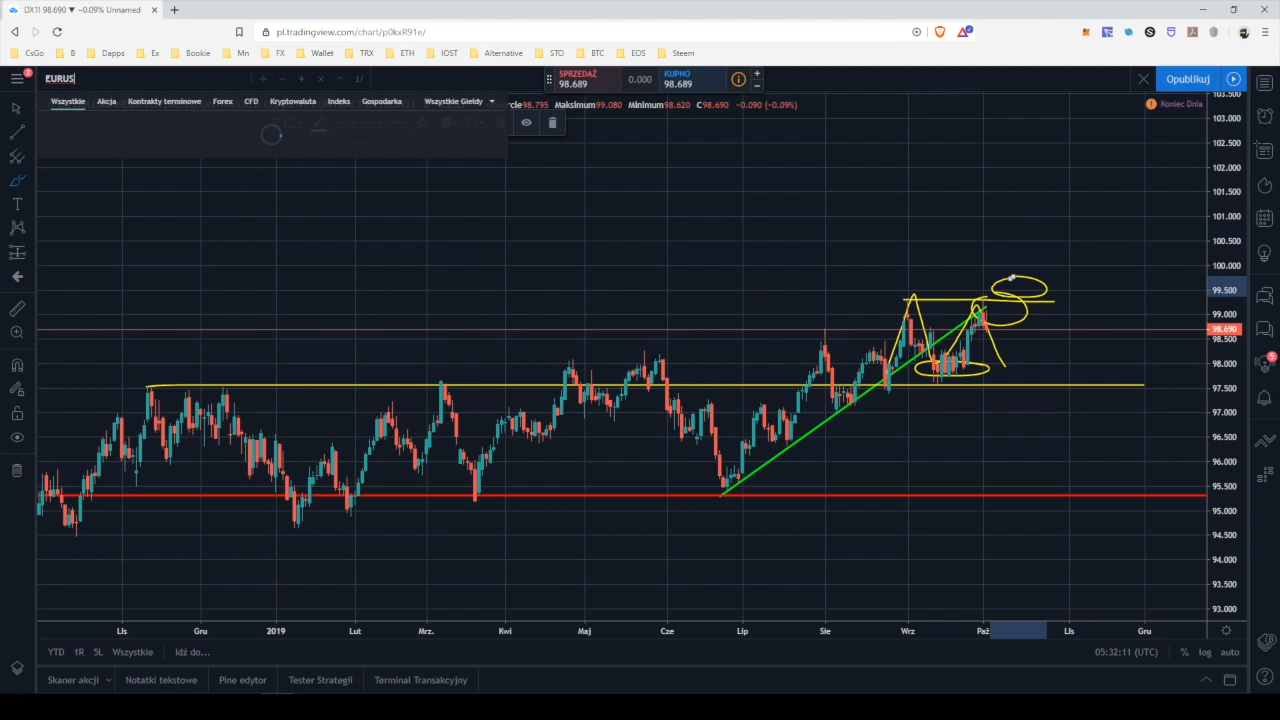 DX1! 98.690 ▼ −0.09% Unnamed
pl.tradingview.com/chart/p0kxR91e/
CsGo B Dapps Ex Bookie Mn FX Wallet TRX ETH IOST Alternative STO BTC EOS Steem
EURUS
SPRZEDAŻ 98.689 0.000 KUPNO 98.689
Opublikuj
Wszystkie Akcja Kontrakty terminowe Forex CFD Kryptowaluta Indeks Gospodarka Wszystkie Giełdy
98.795 Maksimum 99.080 Minimum 98.620 C 98.690 −0.090 (−0.09%)
Koniec Dnia
103.500
103.000
102.500
102.000
101.500
101.000
100.500
100.000
99.500
99.000
98.690
98.500
98.000
97.500
97.000
96.500
96.000
95.500
95.000
94.500
94.000
93.500
93.000
5
LIs Gru 2019 Lut Mrz. Kwi Maj Cze Lip Sie Wrz Paź LIs Gru
YTD 1R 5L Wszystkie Idź do... 05:32:11 (UTC) % log auto
Skaner akcji Notatki tekstowe Pine edytor Tester Strategii Terminal Transakcyjny